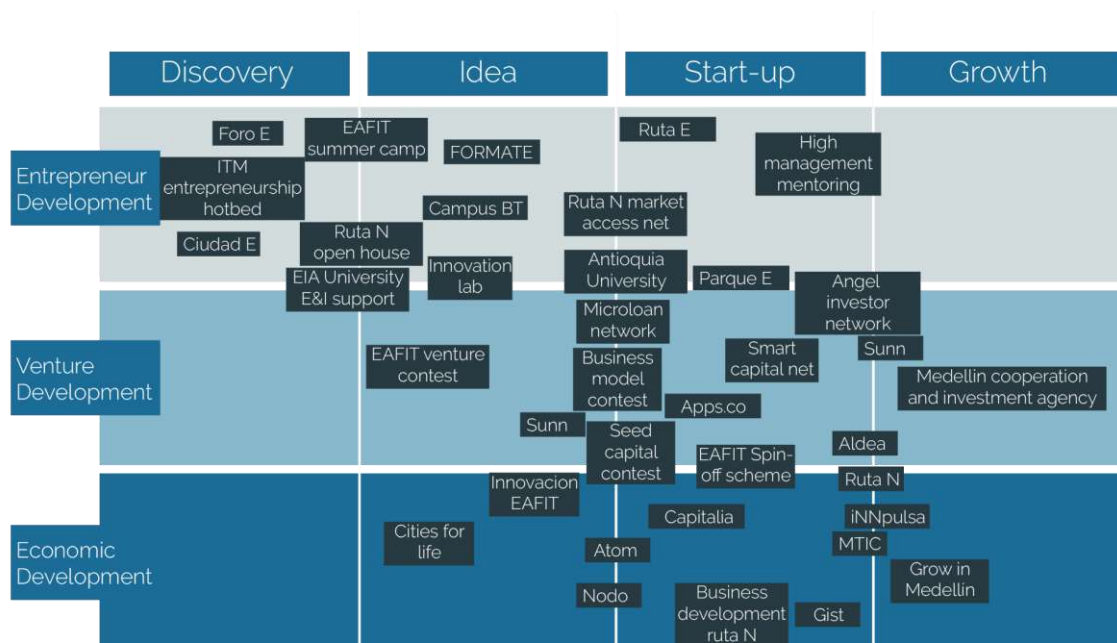 Discovery
Idea
Start-up
Growth
Entrepreneur
Development
Foro E
EAFIT
summer camp
FORMATE
Ruta E
High
management
mentoring
ITM
entrepreneurship
hotbed
Campus BT
Ruta N market
access net
Ciudad E
Ruta N
open house
EIA University
E&I support
Innovation
lab
Antioquia
University
Parque E
Angel
investor
network
Venture
Development
Microloan
network
EAFIT venture
contest
Business
model
contest
Smart
capital net
Sunn
Medellin cooperation
and investment agency
Apps.co
Sunn
Seed
capital
contest
EAFIT Spin-
off scheme
Aldea
Economic
Development
Innovacion
EAFIT
Ruta N
Cities for
life
Capitalia
iNNpulsa
Atom
MTIC
Grow in
Medellin
Nodo
Business
development
ruta N
Gist